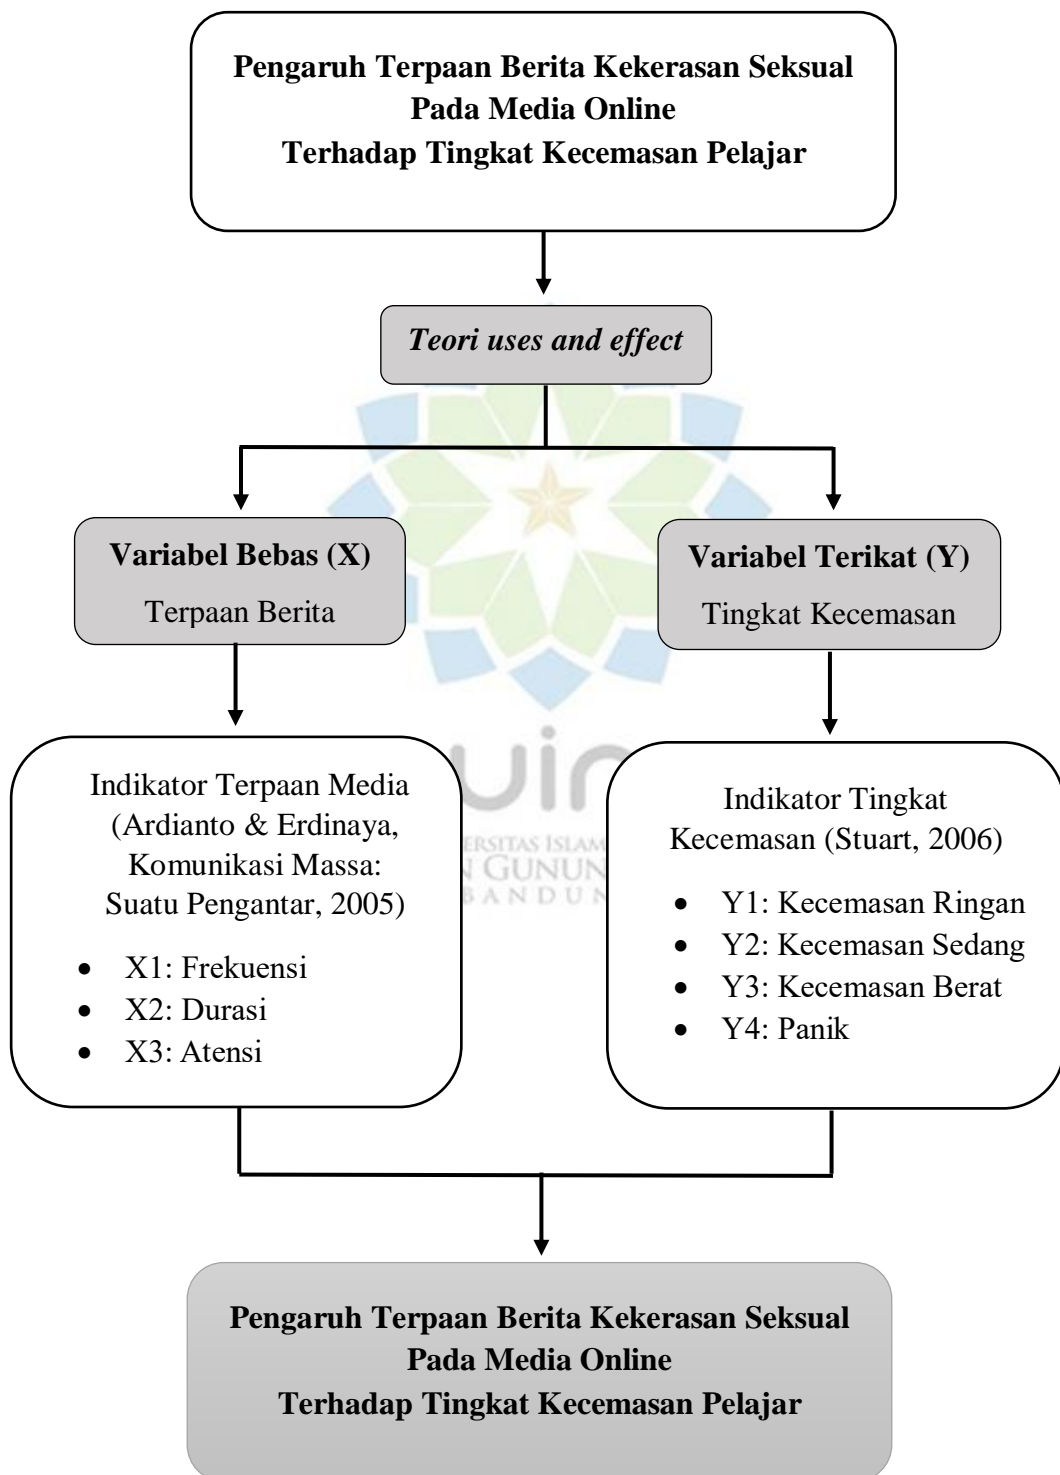 Pengaruh Terpaan Berita Kekerasan Seksual
Pada Media Online
Terhadap Tingkat Kecemasan Pelajar
Teori uses and effect
Variabel Bebas (X)
Terpaan Berita
Variabel Terikat (Y)
Tingkat Kecemasan
Indikator Terpaan Media
(Ardianto & Erdinaya,
Komunikasi Massa:
Suatu Pengantar, 2005)
• X1: Frekuensi
• X2: Durasi
• X3: Atensi
Indikator Tingkat
Kecemasan (Stuart, 2006)
• Y1: Kecemasan Ringan
• Y2: Kecemasan Sedang
• Y3: Kecemasan Berat
• Y4: Panik
uin
ISLAM
BANDUN
Pengaruh Terpaan Berita Kekerasan Seksual
Pada Media Online
Terhadap Tingkat Kecemasan Pelajar